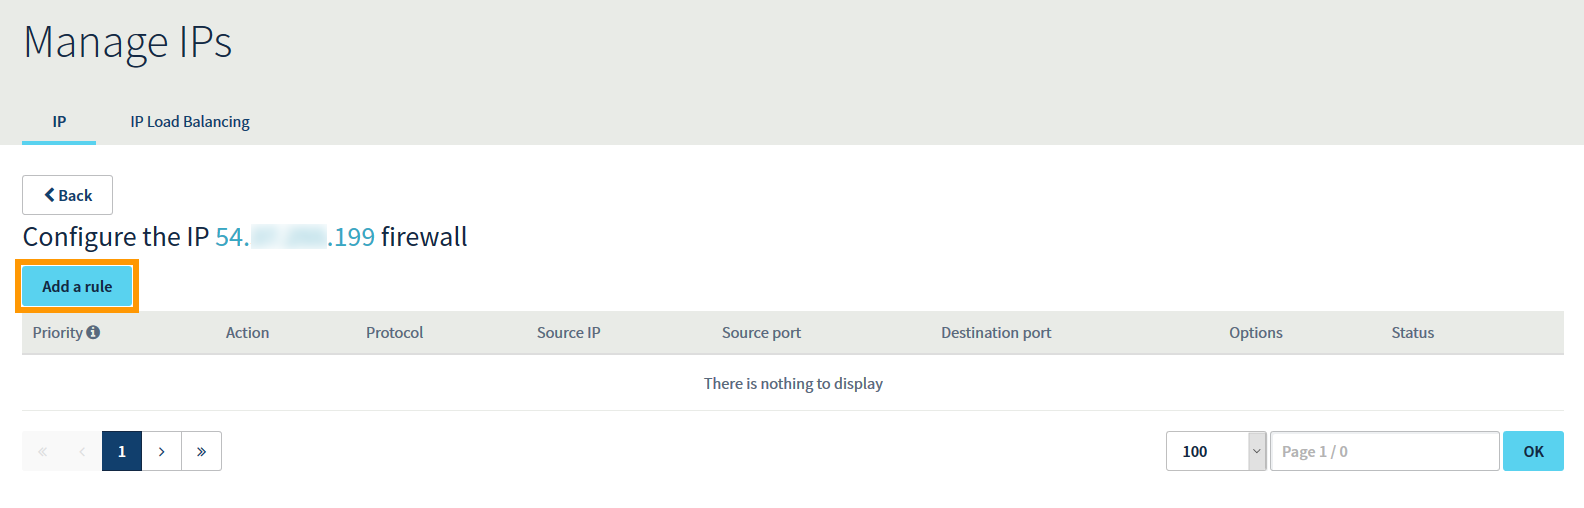 Manage IPs
IP IP Load Balancing
Back
Configure the IP 54. .199 firewall
Add a rule
Priority Action Protocol Source IP Source port Destination port Options Status
There is nothing to display
« ‹ 1 › » 100 Page 1 / 0 OK